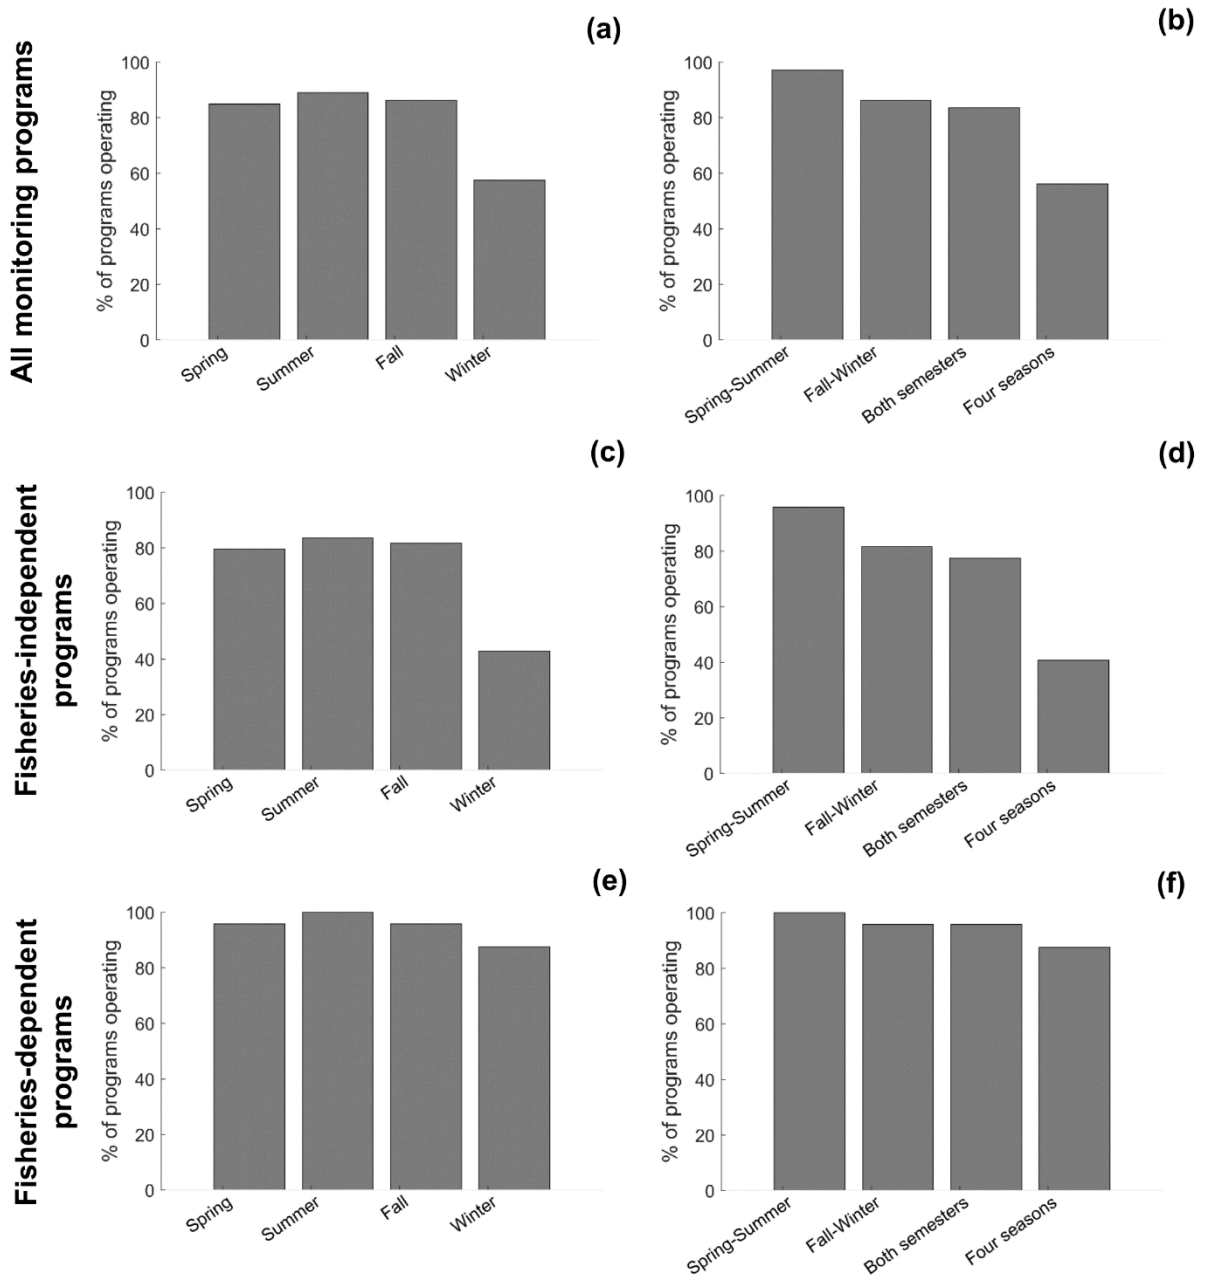 (a)
(b)
All monitoring programs
% of programs operating
100
80
60
40
20
0
Spring
Summer
Fall
Winter
% of programs operating
100
80
60
40
20
0
Spring-Summer
Fall-Winter
Both semesters
Four seasons
(c)
(d)
Fisheries-independent
programs
% of programs operating
100
80
60
40
20
0
Spring
Summer
Fall
Winter
% of programs operating
100
80
60
40
20
0
Spring-Summer
Fall-Winter
Both semesters
Four seasons
(e)
(f)
Fisheries-dependent
programs
% of programs operating
100
80
60
40
20
0
Spring
Summer
Fall
Winter
% of programs operating
100
80
60
40
20
0
Spring-Summer
Fall-Winter
Both semesters
Four seasons